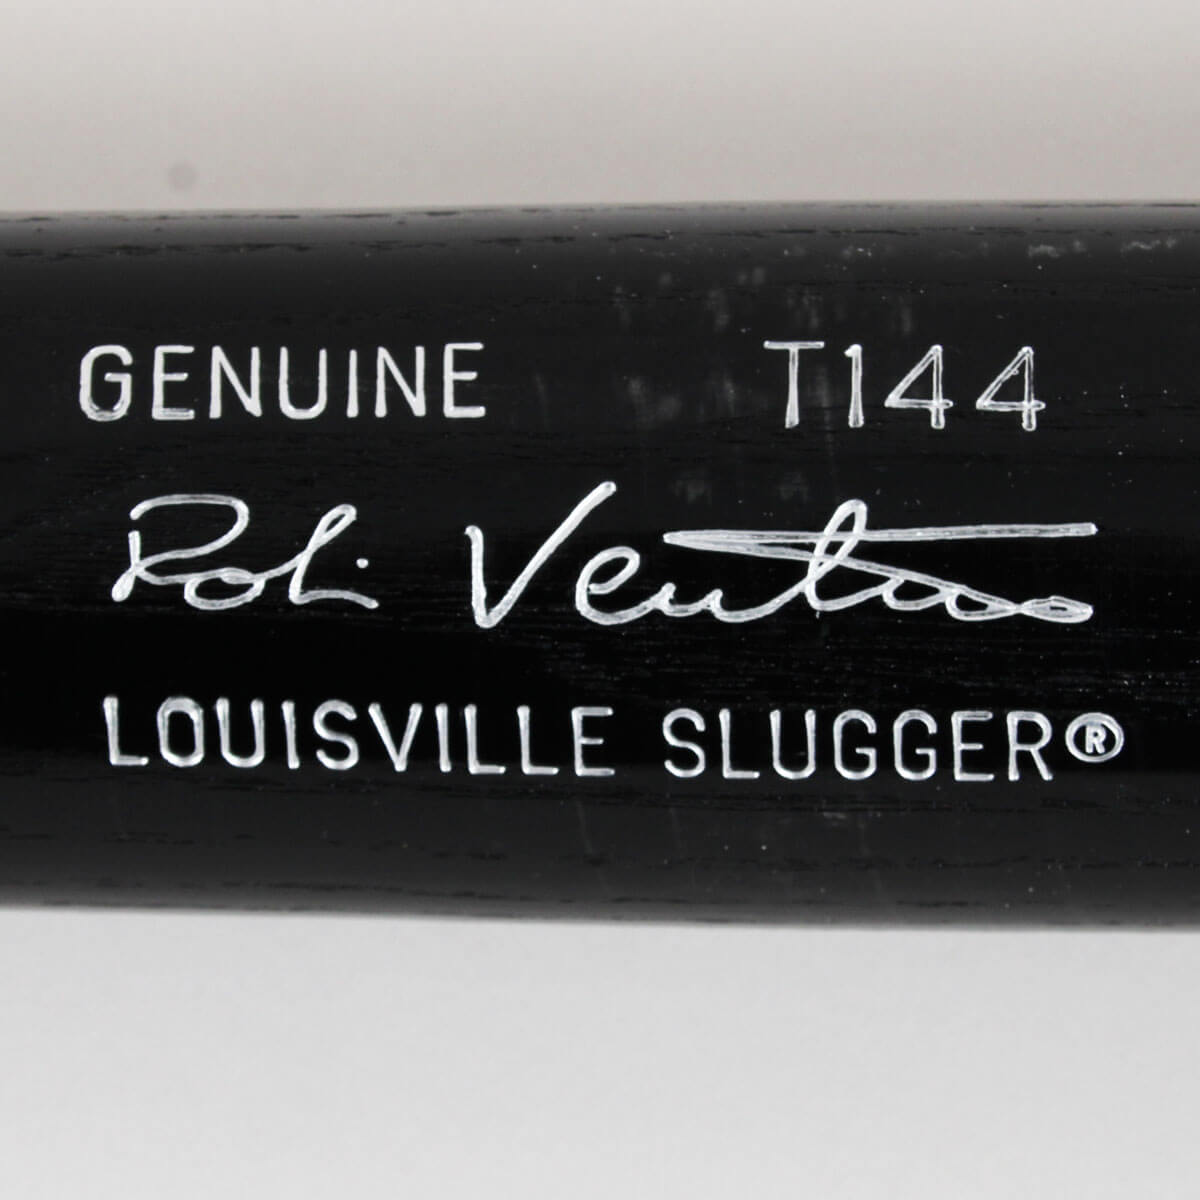 GENUINE T144
Robin Ventura
LOUISVILLE SLUGGER®